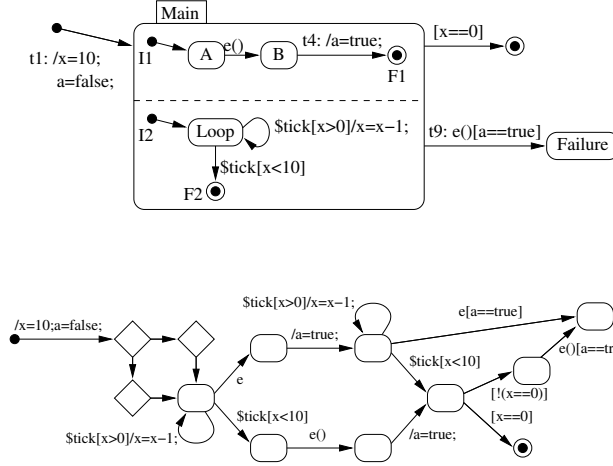 Main
t1: /x=10;
a=false;
I1
A
e()
B
t4: /a=true;
F1
[x==0]
I2
Loop
$tick[x>0]/x=x-1;
$tick[x<10]
F2
t9: e()[a==true]
Failure
/x=10;a=false;
$tick[x>0]/x=x-1;
e[a==true]
/a=true;
$tick[x<10]
e
e()[a==tr
[!(x==0)]
$tick[x<10]
[x==0]
e()
/a=true;
$tick[x>0]/x=x-1;